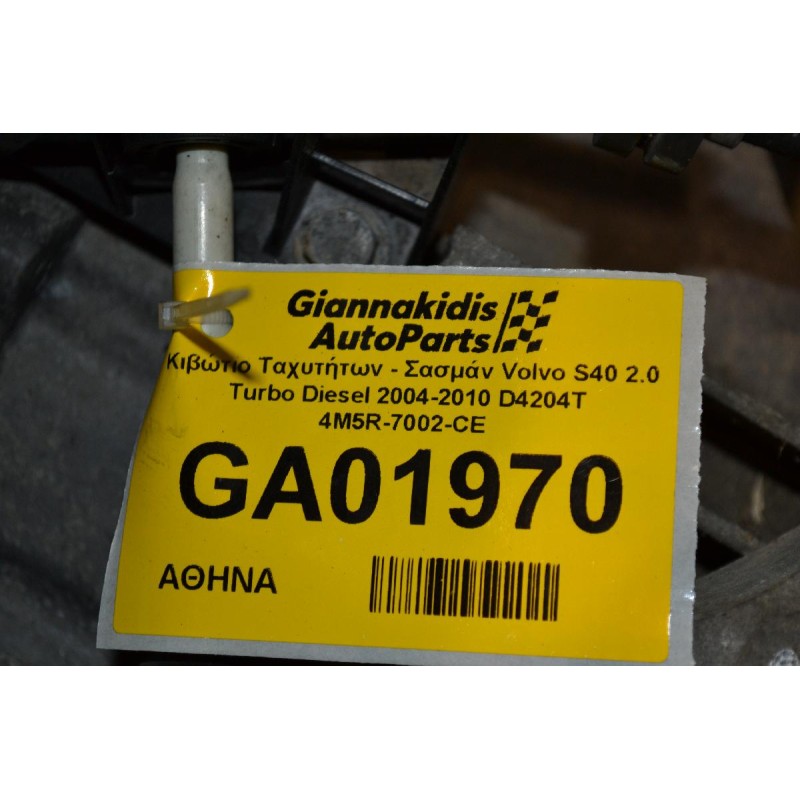 Giannakidis
AutoParts
Κιβώτιο Ταχυτήτων - Σασμάν Volvo S40 2.0
Turbo Diesel 2004-2010 D4204T
4M5R-7002-CE
GA01970
ΑΘΗΝΑ